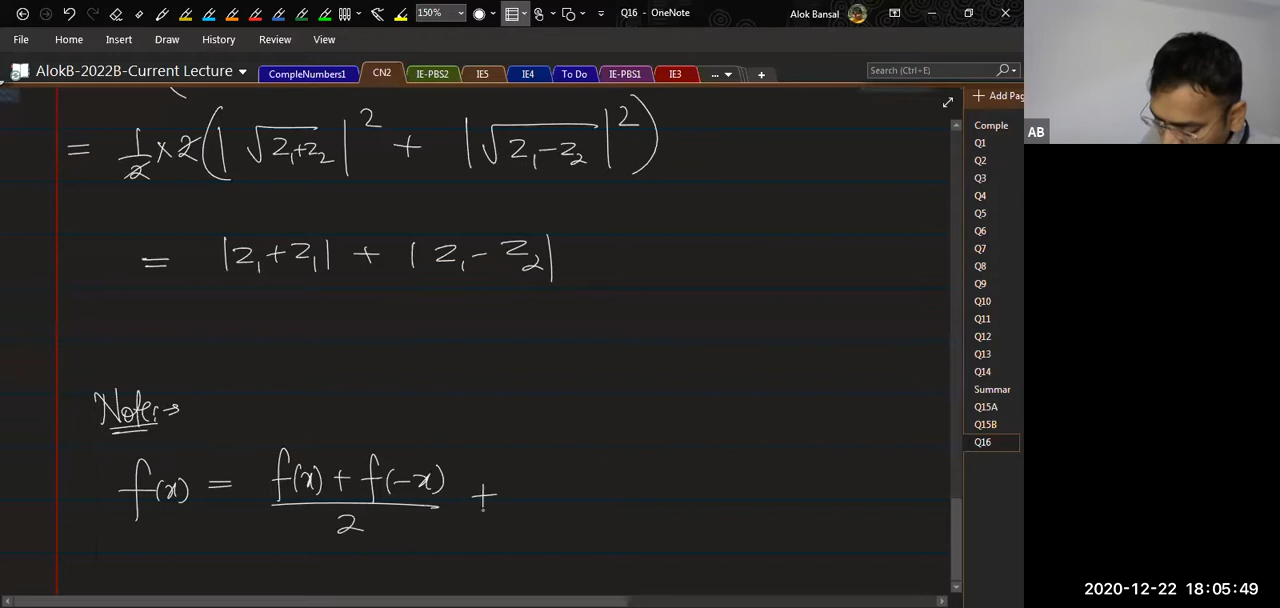 150%
Q16 - OneNote
Alok Bansal
File Home Insert Draw History Review View
AlokB-2022B-Current Lecture
CompleNumbers1 CN2 IE-PBS2 IE5 IE4 To Do IE-PBS1 IE3 ... +
Search (Ctrl+E)
= 1/2 × 2 ( |√(z₁+z₂)|² + |√(z₁-z₂)|² )
= |z₁+z₁| + |z₁-z₂|
Note:→
f(x) = (f(x) + f(-x))/2 +
+ Add Pag
Comple
Q1
Q2
Q3
Q4
Q5
Q6
Q7
Q8
Q9
Q10
Q11
Q12
Q13
Q14
Summar
Q15A
Q15B
Q16
AB
2020-12-22 18:05:49